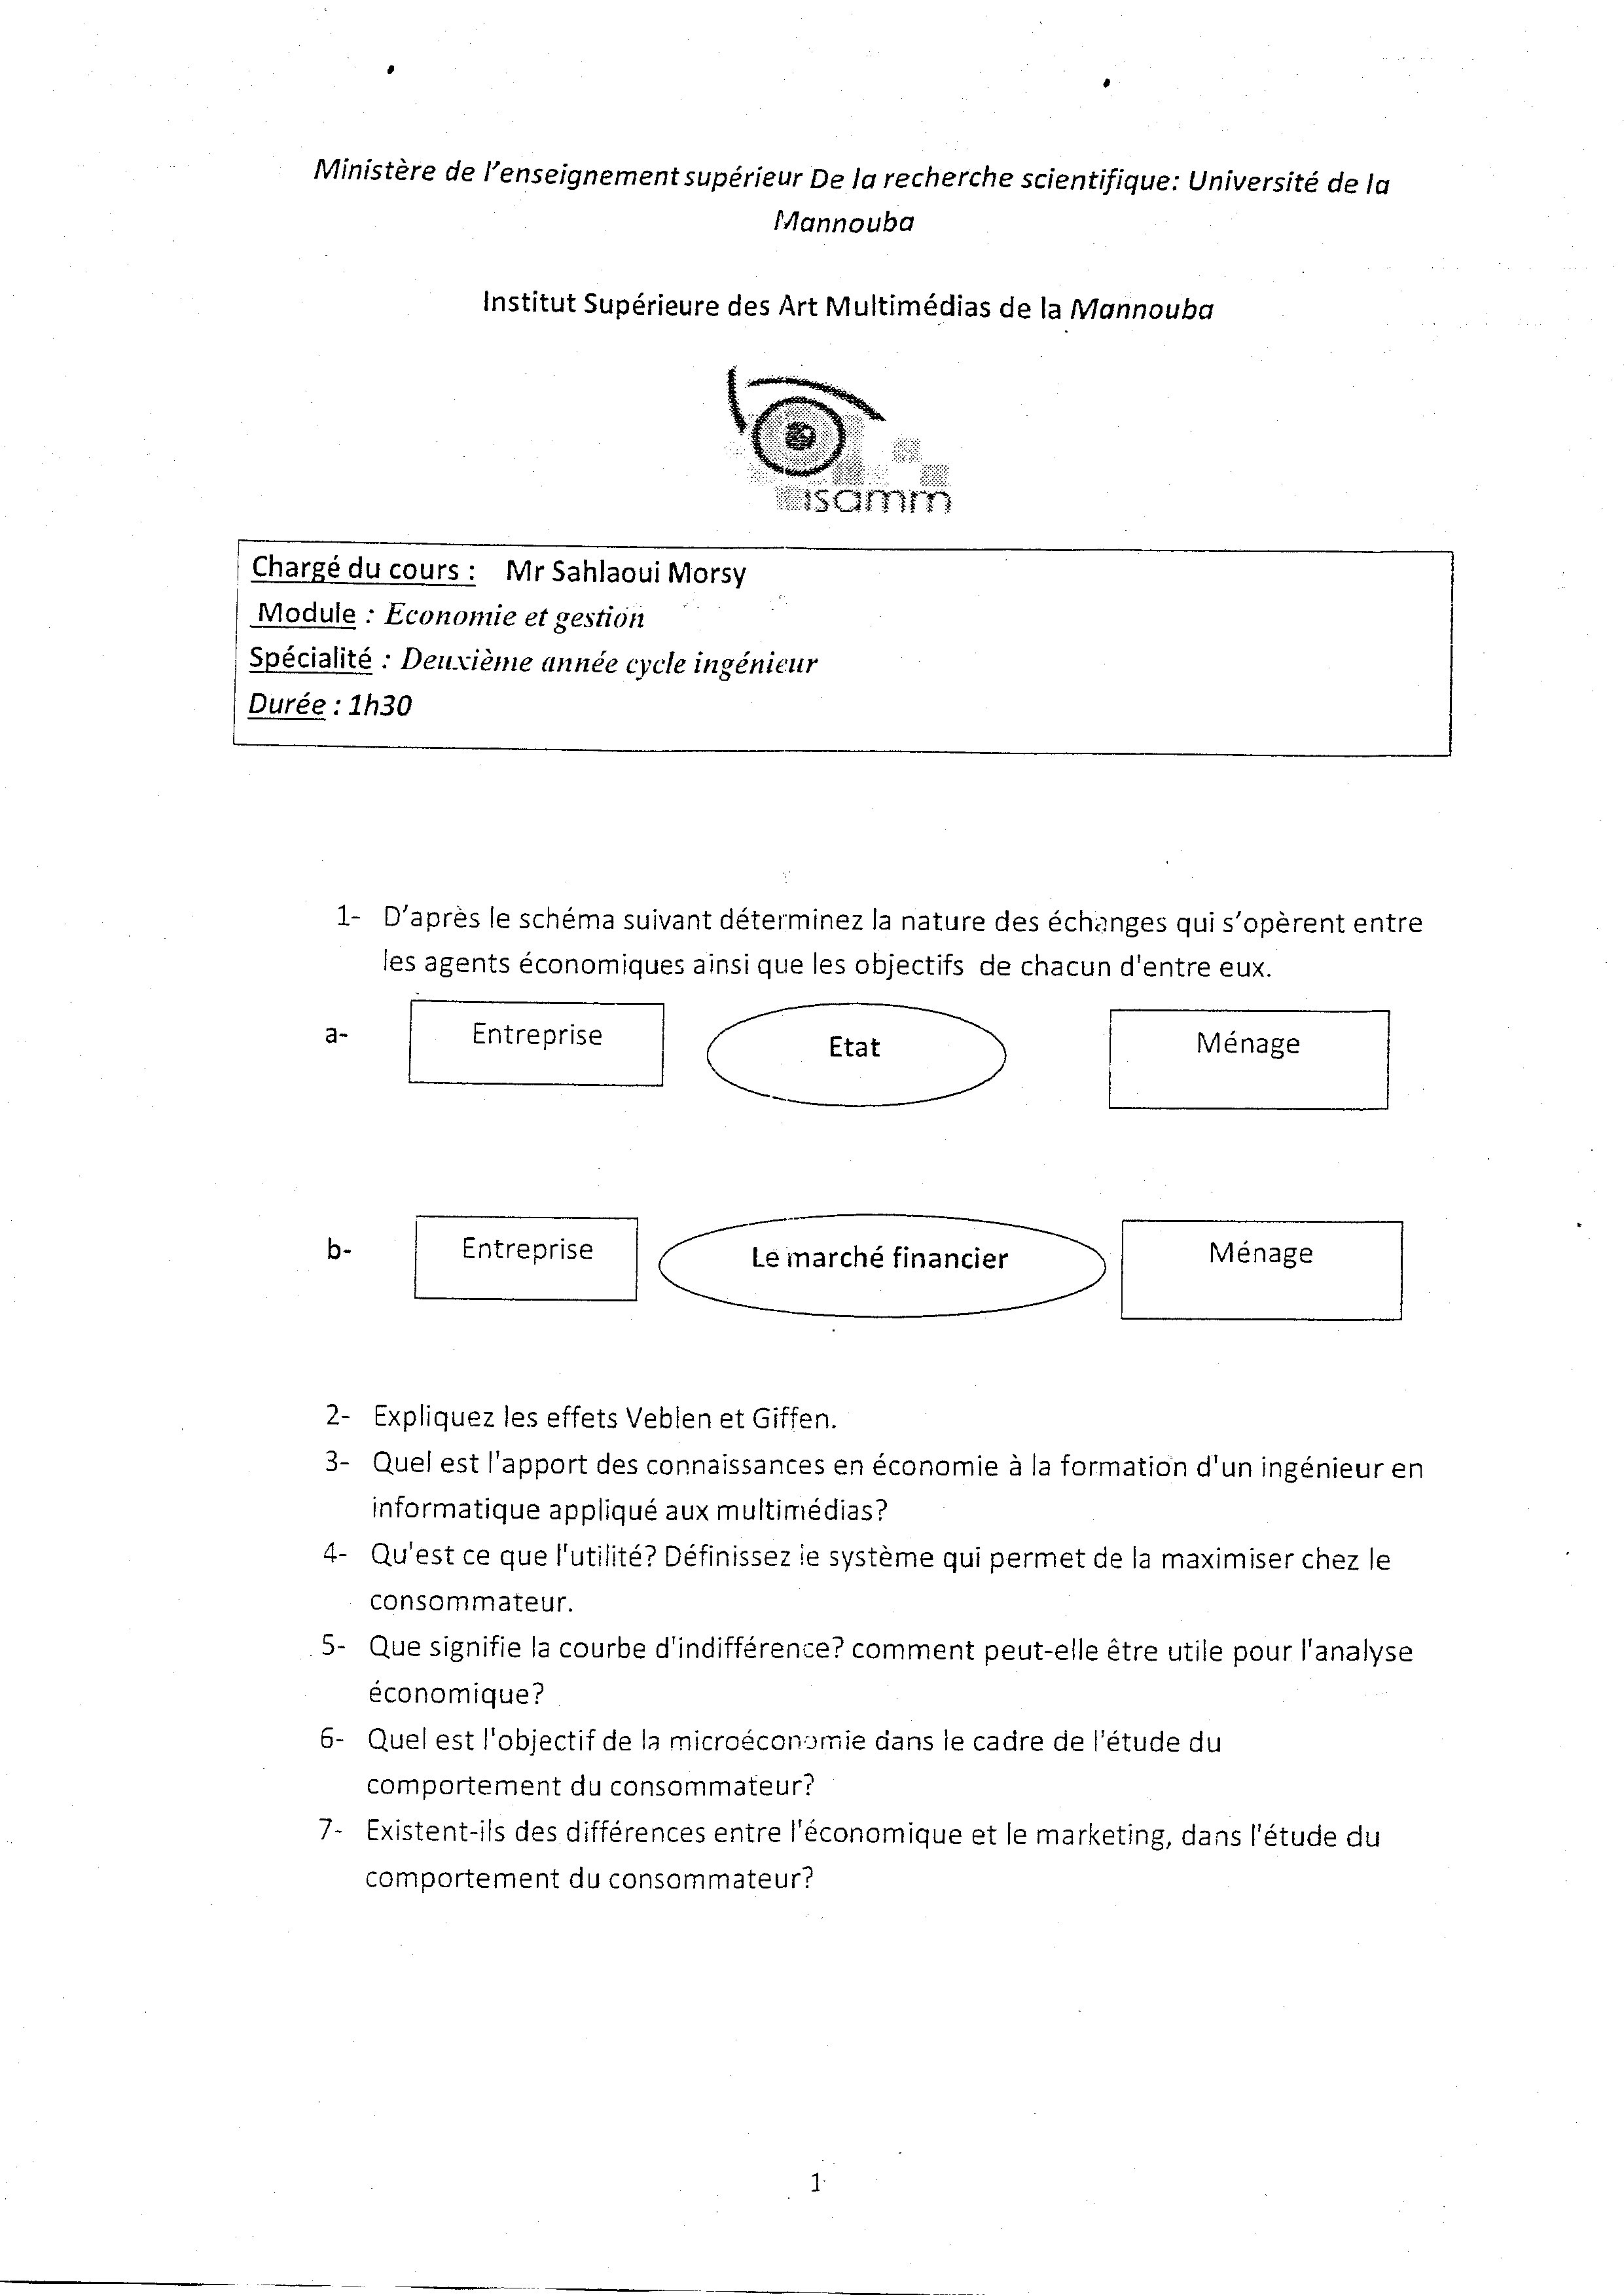 Ministère de l'enseignement supérieur De la recherche scientifique: Université de la
Mannouba
Institut Supérieure des Art Multimédias de la Mannouba
isamm
Chargé du cours : Mr Sahlaoui Morsy
Module : Economie et gestion
Spécialité : Deuxième année cycle ingénieur
Durée : 1h30
1- D'après le schéma suivant déterminez la nature des échanges qui s'opèrent entre
les agents économiques ainsi que les objectifs de chacun d'entre eux.
a- Entreprise Etat Ménage
b- Entreprise Le marché financier Ménage
2- Expliquez les effets Veblen et Giffen.
3- Quel est l'apport des connaissances en économie à la formation d'un ingénieur en
informatique appliqué aux multimédias?
4- Qu'est ce que l'utilité? Définissez le système qui permet de la maximiser chez le
consommateur.
5- Que signifie la courbe d'indifférence? comment peut-elle être utile pour l'analyse
économique?
6- Quel est l'objectif de la microéconomie dans le cadre de l'étude du
comportement du consommateur?
7- Existent-ils des différences entre l'économique et le marketing, dans l'étude du
comportement du consommateur?
1